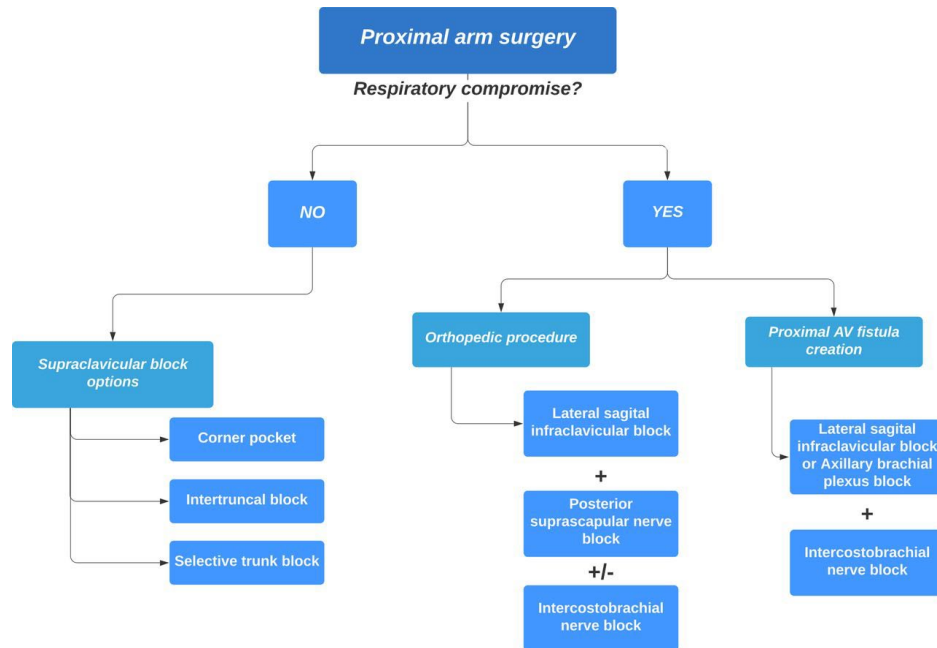 Proximal arm surgery
Respiratory compromise?
NO
YES
Supraclavicular block
options
Corner pocket
Intertruncal block
Selective trunk block
Orthopedic procedure
Lateral sagital
infraclavicular block
+
Posterior
suprascapular nerve
block
+/-
Intercostobrachial
nerve block
Proximal AV fistula
creation
Lateral sagital
infraclavicular block
or Axillary brachial
plexus block
+
Intercostobrachial
nerve block